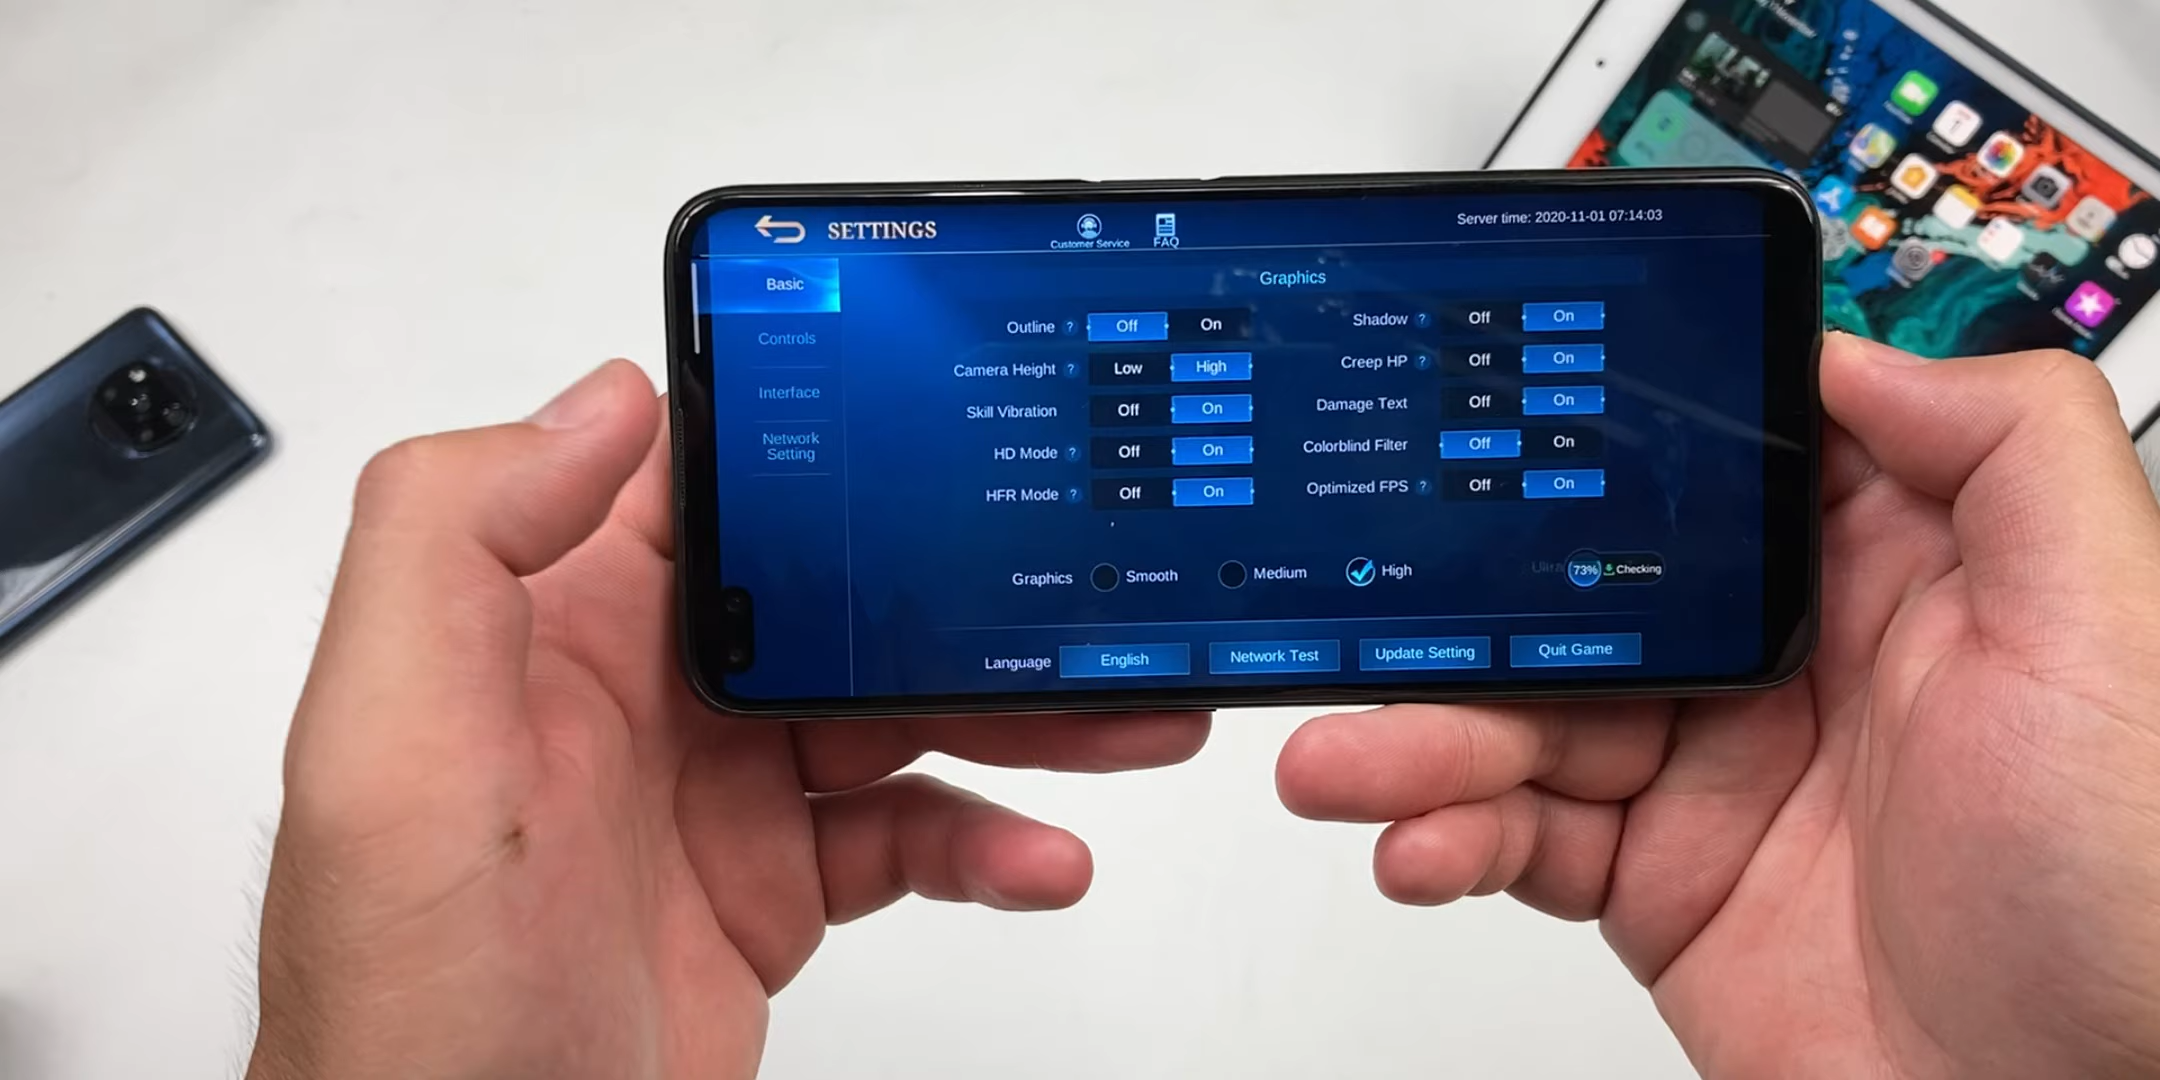 SETTINGS
Customer Service
FAQ
Server time: 2020-11-01 07:14:03
Basic
Controls
Interface
Network
Setting
Graphics
Outline ? Off On
Shadow ? Off On
Camera Height ? Low High
Creep HP ? Off On
Skill Vibration Off On
Damage Text Off On
HD Mode ? Off On
Colorblind Filter Off On
HFR Mode ? Off On
Optimized FPS ? Off On
Graphics Smooth Medium High Ultra 73% Checking
Language English Network Test Update Setting Quit Game